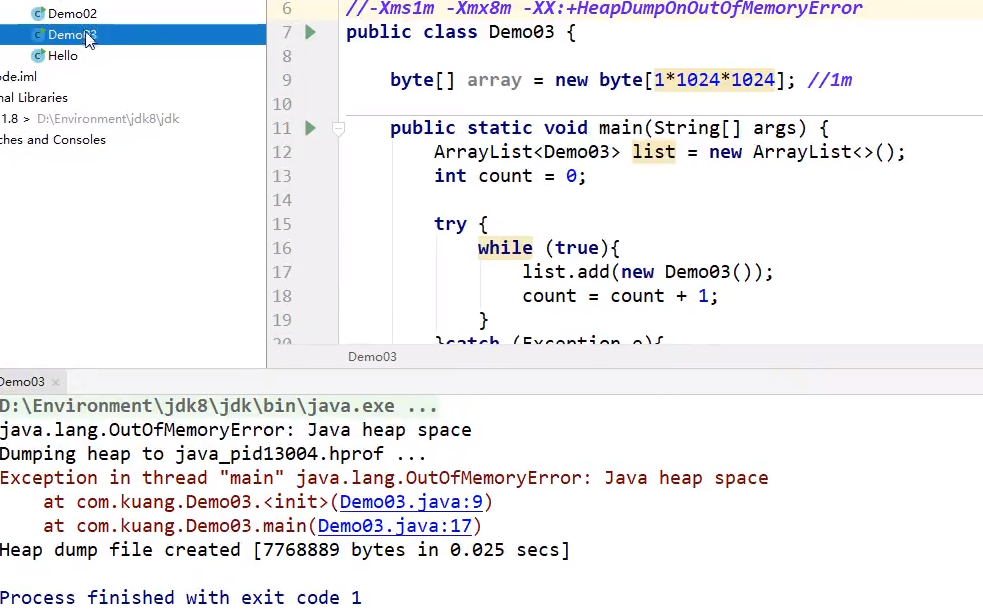 Demo02
Demo03
Hello
ode.iml
nal Libraries
1.8 > D:\Environment\jdk8\jdk
ches and Consoles
6 //-Xms1m -Xmx8m -XX:+HeapDumpOnOutOfMemoryError
7 public class Demo03 {
8
9 byte[] array = new byte[1*1024*1024]; //1m
10
11 public static void main(String[] args) {
12 ArrayList<Demo03> list = new ArrayList<>();
13 int count = 0;
14
15 try {
16 while (true){
17 list.add(new Demo03());
18 count = count + 1;
19 }
20 }catch (Exception e){
Demo03
Demo03 ×
D:\Environment\jdk8\jdk\bin\java.exe ...
java.lang.OutOfMemoryError: Java heap space
Dumping heap to java_pid13004.hprof ...
Exception in thread "main" java.lang.OutOfMemoryError: Java heap space
at com.kuang.Demo03.<init>(Demo03.java:9)
at com.kuang.Demo03.main(Demo03.java:17)
Heap dump file created [7768889 bytes in 0.025 secs]
Process finished with exit code 1